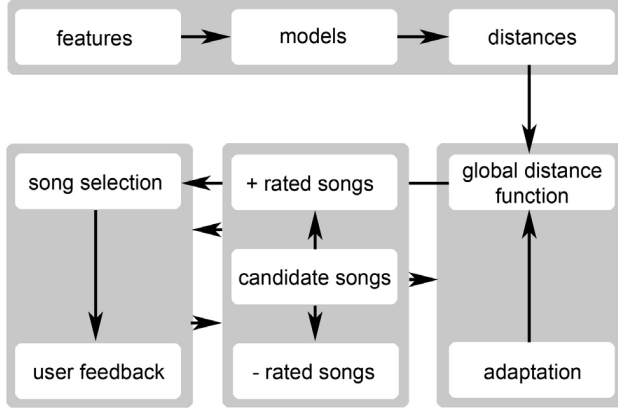 features
models
distances
song selection
+ rated songs
global distance
function
candidate songs
user feedback
- rated songs
adaptation